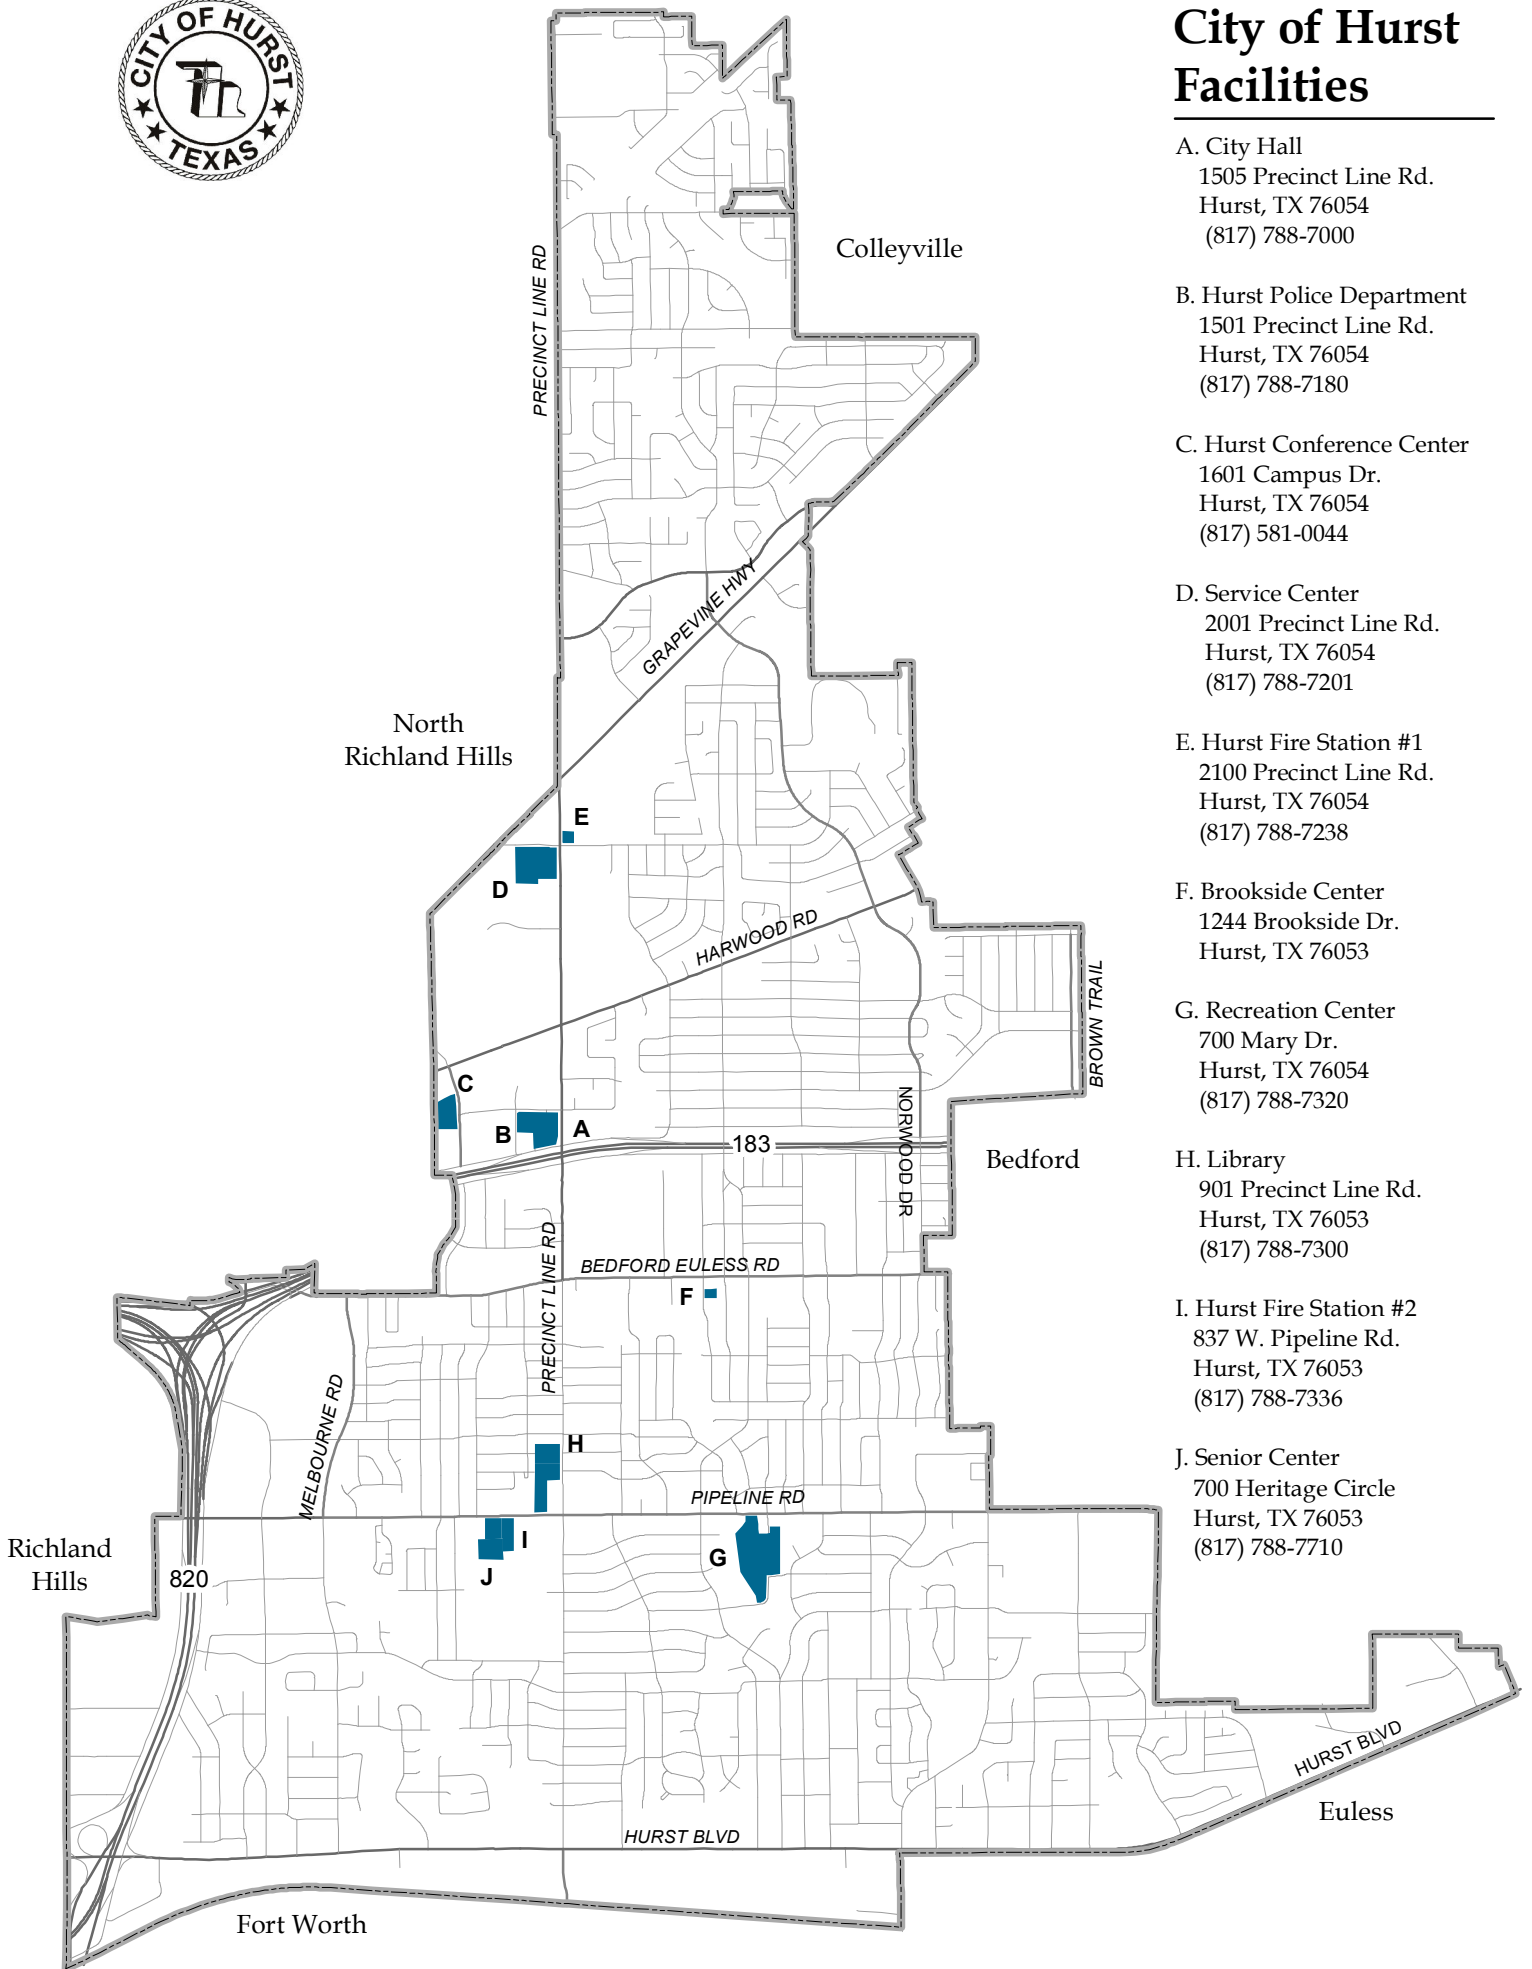 CITY OF HURST
TEXAS
City of Hurst
Facilities
A. City Hall
1505 Precinct Line Rd.
Hurst, TX 76054
(817) 788-7000
B. Hurst Police Department
1501 Precinct Line Rd.
Hurst, TX 76054
(817) 788-7180
C. Hurst Conference Center
1601 Campus Dr.
Hurst, TX 76054
(817) 581-0044
D. Service Center
2001 Precinct Line Rd.
Hurst, TX 76054
(817) 788-7201
E. Hurst Fire Station #1
2100 Precinct Line Rd.
Hurst, TX 76054
(817) 788-7238
F. Brookside Center
1244 Brookside Dr.
Hurst, TX 76053
G. Recreation Center
700 Mary Dr.
Hurst, TX 76054
(817) 788-7320
H. Library
901 Precinct Line Rd.
Hurst, TX 76053
(817) 788-7300
I. Hurst Fire Station #2
837 W. Pipeline Rd.
Hurst, TX 76053
(817) 788-7336
J. Senior Center
700 Heritage Circle
Hurst, TX 76053
(817) 788-7710
Colleyville
PRECINCT LINE RD
GRAPEVINE HWY
North
Richland Hills
E
D
HARWOOD RD
BROWN TRAIL
C
B
A
183
NORWOOD DR
Bedford
PRECINCT LINE RD
BEDFORD EULESS RD
F
MELBOURNE RD
H
PIPELINE RD
Richland
Hills
820
I
J
G
HURST BLVD
Euless
HURST BLVD
Fort Worth